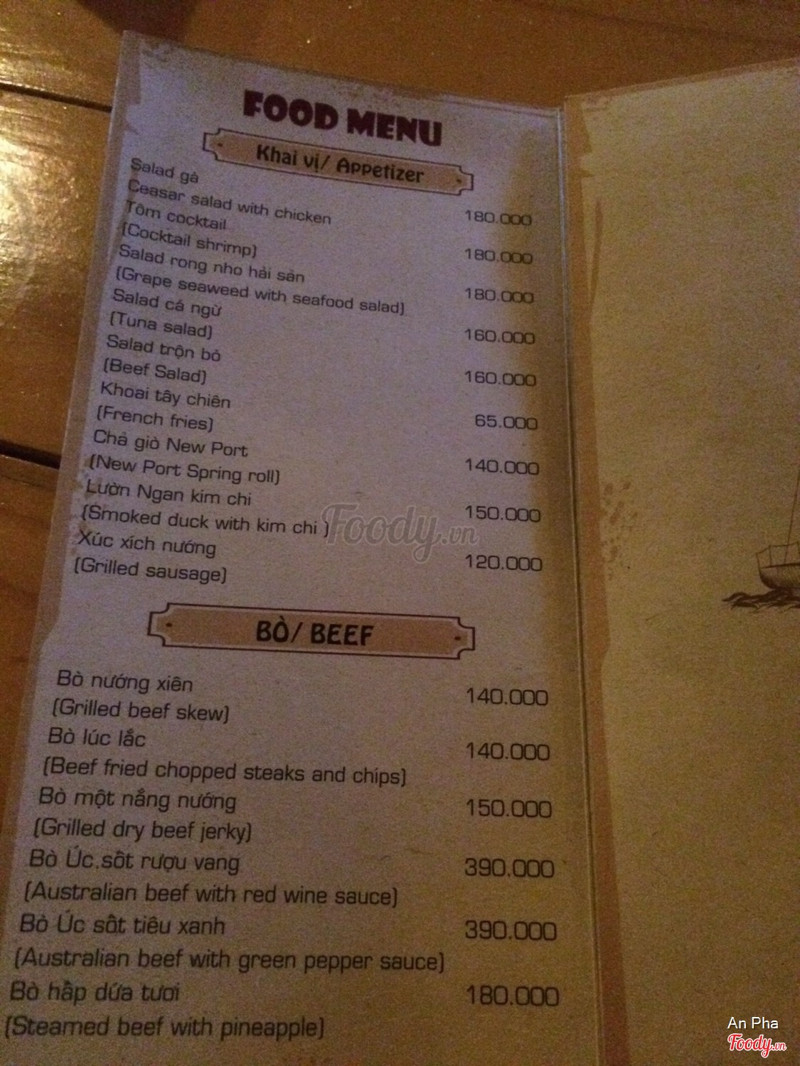 FOOD MENU
Khai vị/ Appetizer
Salad gà 180.000
Ceasar salad with chicken
Tôm cocktail 180.000
(Cocktail shrimp)
Salad rong nho hải sản 180.000
(Grape seaweed with seafood salad)
Salad cá ngừ 160.000
(Tuna salad)
Salad trộn bò 160.000
(Beef Salad)
Khoai tây chiên 65.000
(French fries)
Chả giò New Port 140.000
(New Port Spring roll)
Lườn Ngan kim chi 150.000
(Smoked duck with kim chi )
Xúc xích nướng 120.000
(Grilled sausage)
BÒ/ BEEF
Bò nướng xiên 140.000
(Grilled beef skew)
Bò lúc lắc 140.000
(Beef fried chopped steaks and chips)
Bò một nắng nướng 150.000
(Grilled dry beef jerky)
Bò Úc sốt rượu vang 390.000
(Australian beef with red wine sauce)
Bò Úc sốt tiêu xanh 390.000
(Australian beef with green pepper sauce)
Bò hấp dứa tươi 180.000
(Steamed beef with pineapple)
Foody.vn
An Pha
Foody.vn